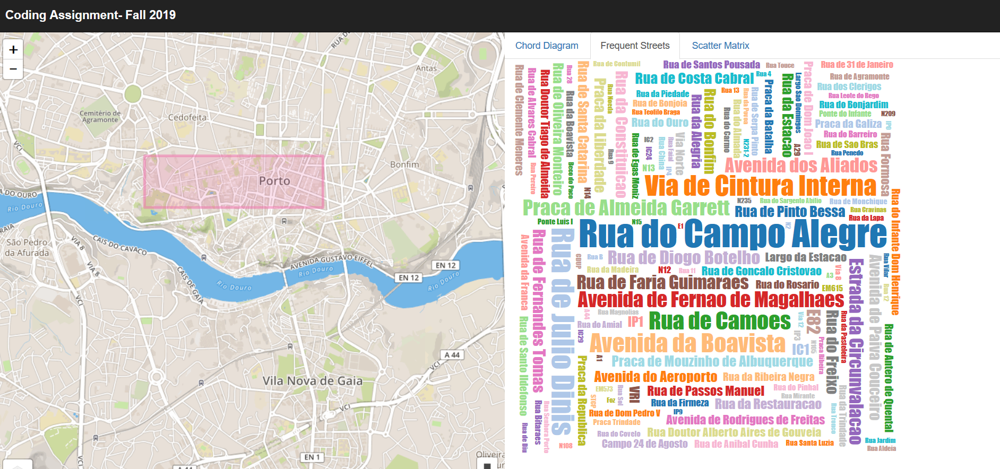 Coding Assignment- Fall 2019
+
−
RUA DE
Antas
Cemitério de
Agramonte
Cedofeita
VCI
Porto
Bonfim
A DO OURO
Rio Douro
RAIA
São Pedro
da Afurada
VIA 8
CAIS DO CAVACO
VIA 8
CAIS DE GAIA
AVENIDA GUSTAVO EIFFEL
Rio Douro
Rio Douro
EN 12
EN 12
Rio Douro
VCI
A 44
VCI
Vila Nova de Gaia
VCI
VCI
EN 1
A 44
Oliveira
Chord Diagram
Frequent Streets
Scatter Matrix
Rua de Clemente Meneres
Rua de Alvares Cabral
Rua Pereiro
Rua Doutor Tiago de Almeida
Rua de Oliveira Monteiro
Rua 28
Rua da Boavista
Beco do Paco
Rua de Santa Catarina
N14
Rua de Contumil
Praca da Liberdade
Rua Noeda
Rua 9
Rua da Constituicao
Rua de Santos Pousada
Rua Touce
Rua de Costa Cabral
Rua 4
Rua da Piedade
Rua de Bonjoia
Rua Teofilo Braga
Rua do Ouro
Rua de Egas Moniz
IC2
IC24
N13
Rua China
Rua Faial
IP4
Via Norte
Rua da Alegria
Rua do Bonfim
Rua 13
Rua do Carmo
Rua do Almada
Rua da Povoa
N231-2
Rua de Serpa Pinto
Praca da Batalha
Rua da Estacao
Largo Sao Domingos
A29
Praca de Dom Joao I
Rua de 31 de Janeiro
Rua de Agramonte
Rua dos Clerigos
Rua Leote do Rego
Rua do Bonjardim
Ponte do Infante
N209
Praca da Galiza
IP9
Rua do Barreiro
Rua de Sao Bras
Rua Penedo
Rua Formosa
Avenida dos Aliados
Via de Cintura Interna
Praca de Almeida Garrett
N235
Rua do Sargento Abilio
Rua de Monchique
Rua de Pinto Bessa
Rua Cravinas
Rua da Lapa
Rua do Infante Dom Henrique
Ponte Luis I
N15
E1
N2
Rua do Campo Alegre
Avenida da Franca
Rua de Fernandes Tomas
Rua de Julio Dinis
CDUP
Rua B
Rua de Diogo Botelho
Largo da Estacao
Rua da Madeira
N12
Rua 11
Rua de Goncalo Cristovao
Via 8
A3
Rua de Faria Guimaraes
Rua do Rosario
EM615
Estrada da Circunvalacao
Avenida de Paiva Couceiro
Rua Vilar
Rua 12
Avenida de Fernao de Magalhaes
A44
Rua Magnolias
Rua do Amial
IP1
Rua de Camoes
Via 12
E82
Rua do Freixo
Rua da Pasteleira
IC29
IP3
N105
Praca Ribeira
Rua de Santo Ildefonso
Avenida da Boavista
IC1
Rua de Antero de Quental
A1
Praca de Mouzinho de Albuquerque
Praca da Republica
Avenida do Aeroporto
Rua da Ribeira Negra
EM573
Rua Sol
VR
Rua de Passos Manuel
Rua do Pinhal
Rua Mirante
STCP
Foz
Rua da Firmeza
Rua da Restauracao
Rua da Trindade
Rua Bitaraes
Rua Senhora Porto
Rua de Dom Pedro V
IP9
Rua Tronco
Praca Trindade
Avenida de Rodrigues de Freitas
Rua de Diu
Rua do Covelo
Rua Doutor Alberto Aires de Gouveia
N108
Campo 24 de Agosto
Rua de Anibal Cunha
Rua Santa Luzia
Rua Jardim
Rua Aldeia